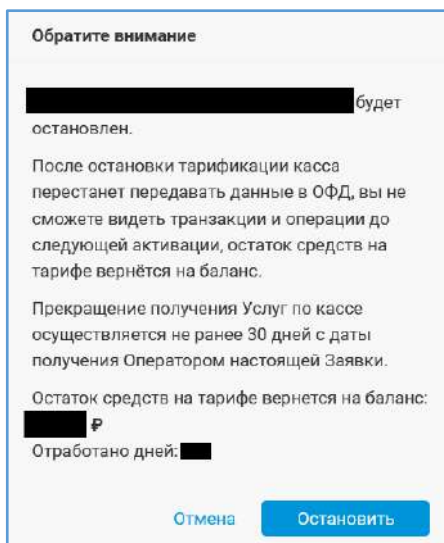 Обратите внимание
будет
остановлен.
После остановки тарификации касса
перестанет передавать данные в ОФД, вы не
сможете видеть транзакции и операции до
следующей активации, остаток средств на
тарифе вернётся на баланс.
Прекращение получения Услуг по кассе
осуществляется не ранее 30 дней с даты
получения Оператором настоящей Заявки.
Остаток средств на тарифе вернется на баланс:
₽
Отработано дней:
Отмена Остановить